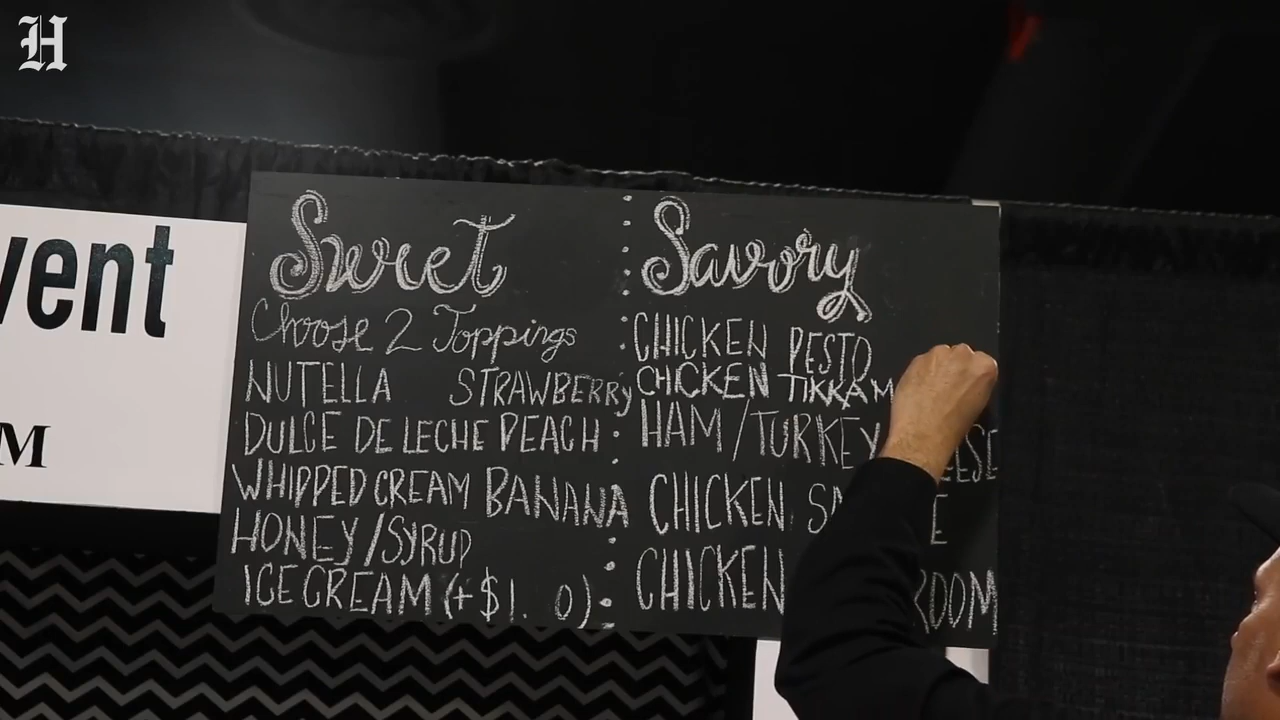 H
vent
M
Sweet
Choose 2 Toppings
NUTELLA STRAWBERRY
DULCE DE LECHE PEACH
WHIPPED CREAM BANANA
HONEY/SYRUP
ICE CREAM (+$1. 0)
Savory
CHICKEN PESTO
CHICKEN TIKKA M
HAM/TURKEY
CHICKEN
CHICKEN